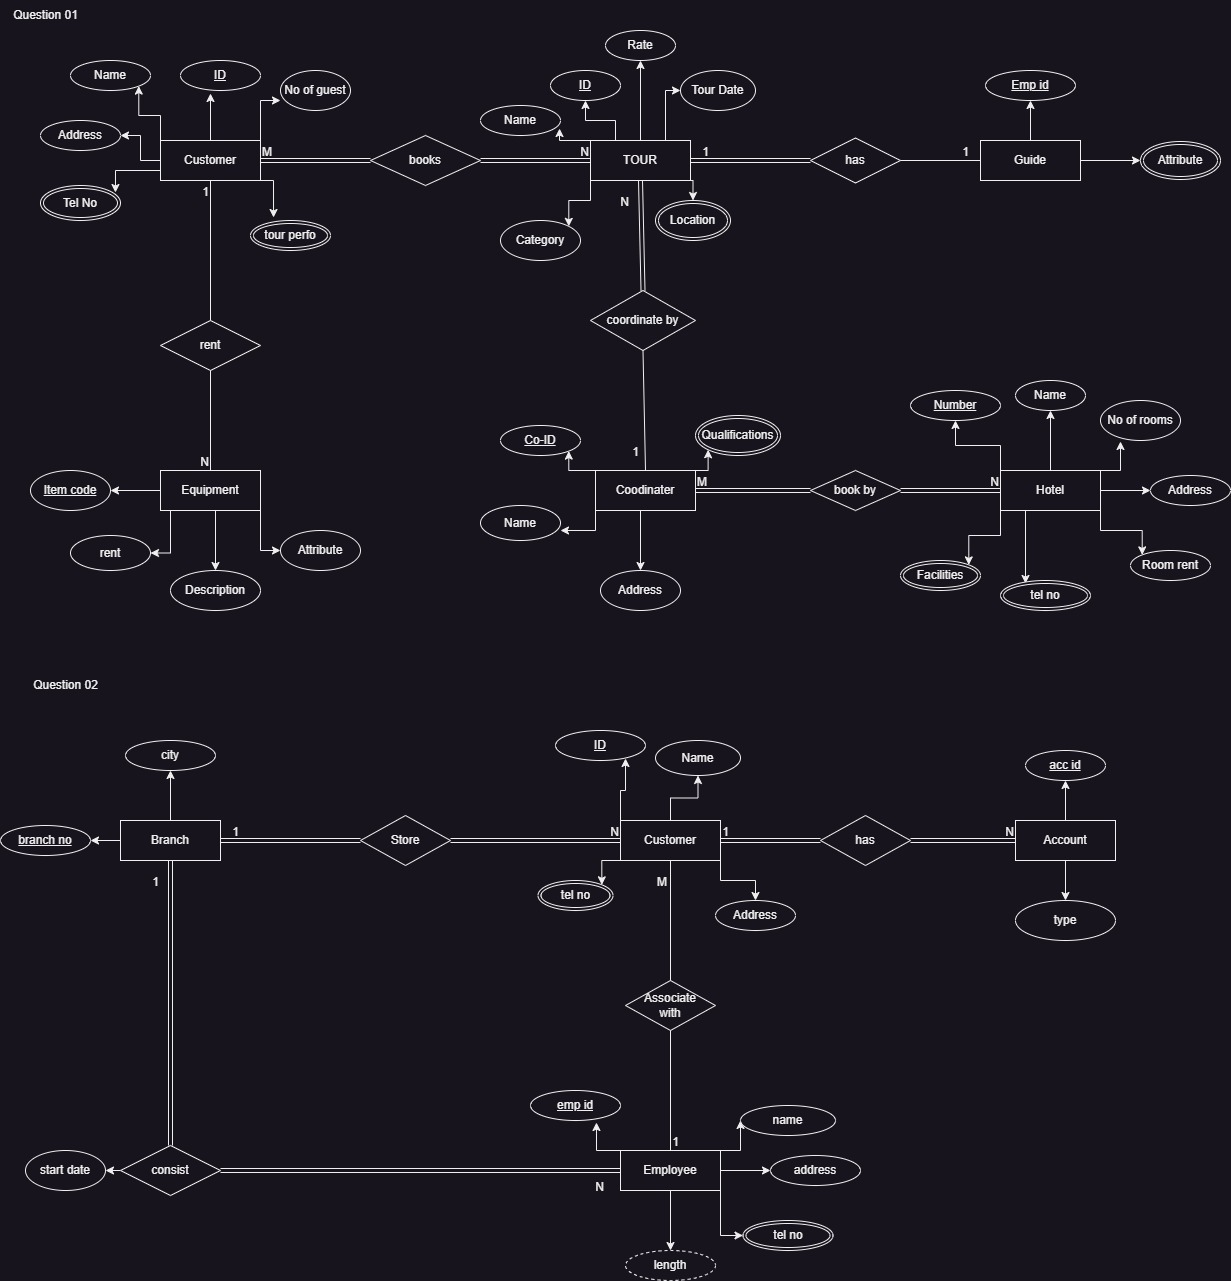 Question 01
Rate
Name
ID
No of guest
ID
Tour Date
Emp id
Name
Address
Customer
M
books
N
TOUR
1
has
1
Guide
Attribute
Tel No
1
tour perfo
N
Location
Category
rent
coordinate by
Number
Name
No of rooms
Co-ID
Qualifications
N
1
Item code
Equipment
Coodinater
M
book by
N
Hotel
Address
Name
rent
Attribute
Description
Address
Facilities
tel no
Room rent
Question 02
city
ID
Name
acc id
branch no
Branch
1
Store
N
Customer
1
has
N
Account
1
M
tel no
Address
type
Associate
with
emp id
name
1
start date
consist
N
Employee
address
tel no
length